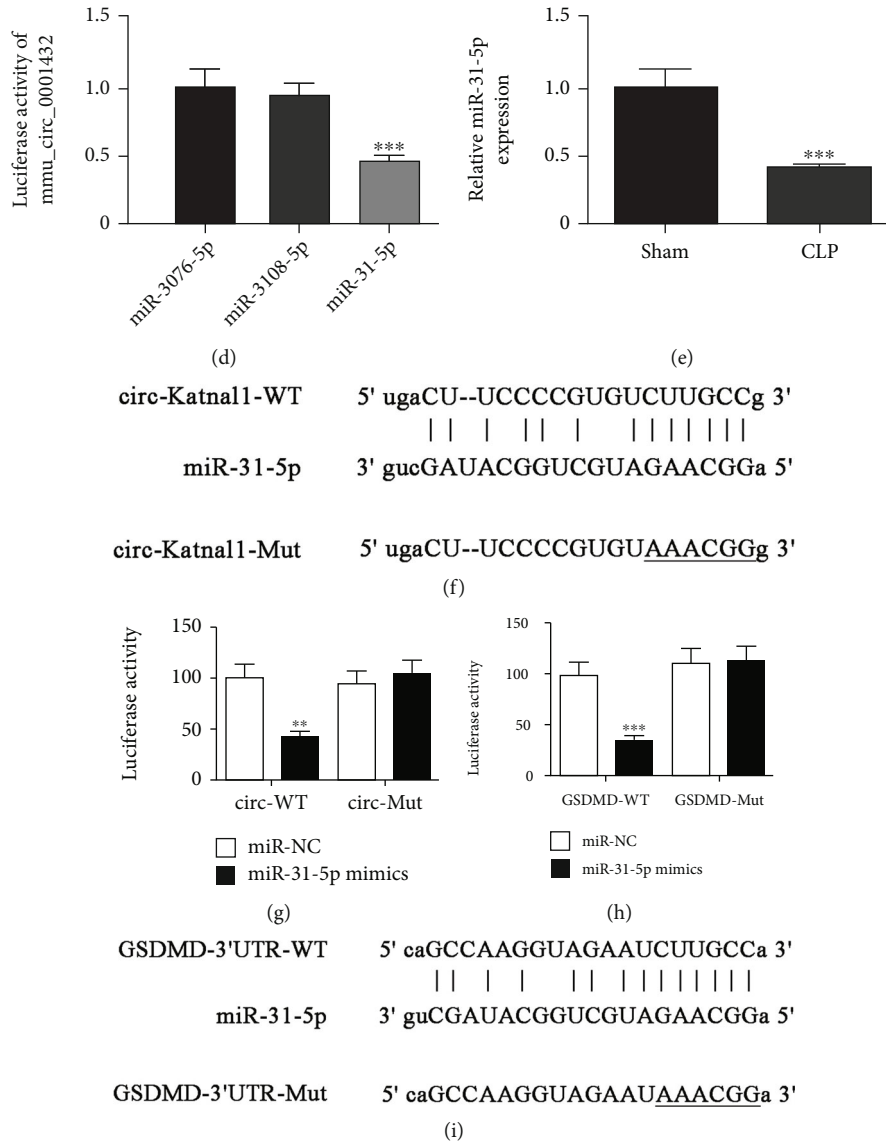 Luciferase activity of
mmu_circ_0001432
1.5
1.0
0.5
0
***
miR-3076-5p
miR-3108-5p
miR-31-5p
(d)
Relative miR-31-5p
expression
1.5
1.0
0.5
0
***
Sham
CLP
(e)
circ-Katnal1-WT 5' ugaCU--UCCCCGUGUCUUGCCg 3'
miR-31-5p 3' gucGAUACGGUCGUAGAACGGa 5'
circ-Katnal1-Mut 5' ugaCU--UCCCCGUGUAAACGGg 3'
(f)
Luciferase activity
150
100
50
0
**
circ-WT
circ-Mut
miR-NC
miR-31-5p mimics
(g)
Luciferase activity
150
100
50
0
***
GSDMD-WT
GSDMD-Mut
miR-NC
miR-31-5p mimics
(h)
GSDMD-3'UTR-WT 5' caGCCAAGGUAGAAUCUUGCCa 3'
miR-31-5p 3' guCGAUACGGUCGUAGAACGGa 5'
GSDMD-3'UTR-Mut 5' caGCCAAGGUAGAAUAAACGGa 3'
(i)